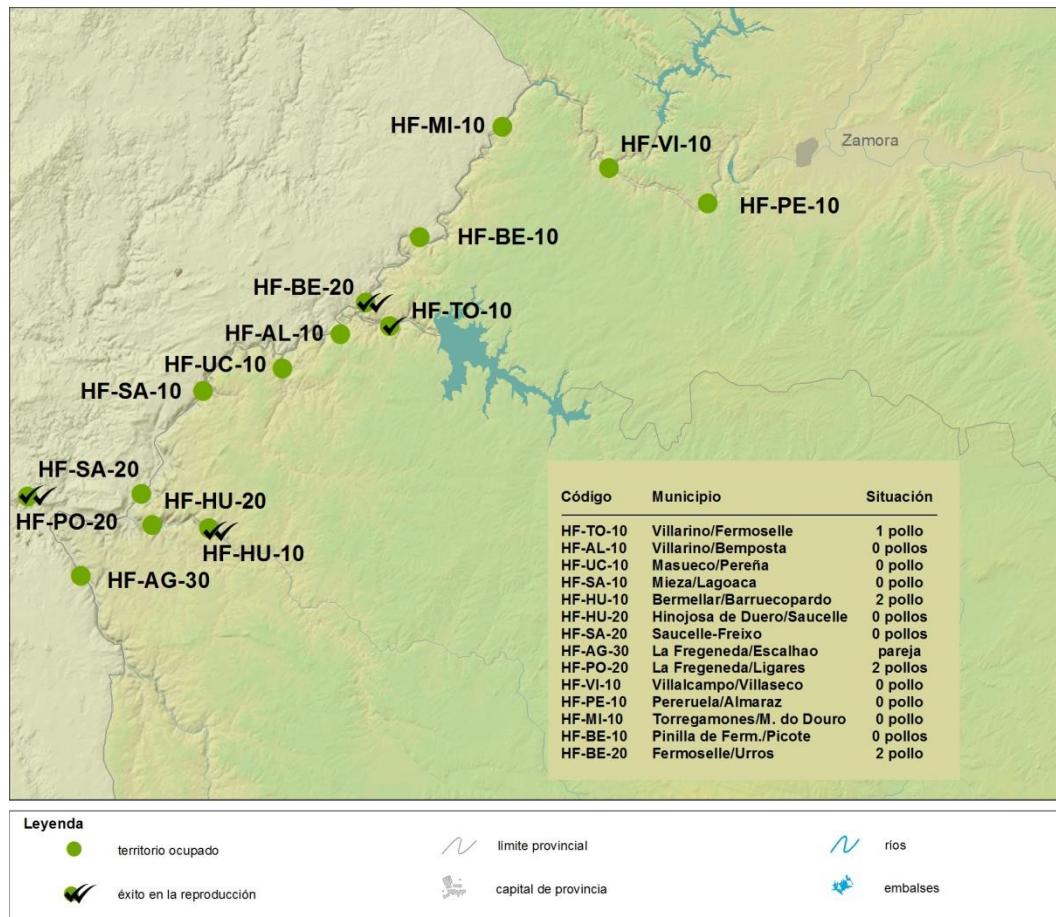 HF-MI-10
Zamora
HF-VI-10
HF-PE-10
HF-BE-10
HF-BE-20
HF-TO-10
HF-AL-10
HF-UC-10
HF-SA-10
HF-SA-20
HF-HU-20
HF-PO-20
HF-HU-10
HF-AG-30
Código Municipio Situación
HF-TO-10 Villarino/Fermoselle 1 pollo
HF-AL-10 Villarino/Bemposta 0 pollos
HF-UC-10 Masueco/Pereña 0 pollo
HF-SA-10 Mieza/Lagoaca 0 pollo
HF-HU-10 Bermellar/Barruecopardo 2 pollo
HF-HU-20 Hinojosa de Duero/Saucelle 0 pollos
HF-SA-20 Saucelle-Freixo 0 pollos
HF-AG-30 La Fregeneda/Escalhao pareja
HF-PO-20 La Fregeneda/Ligares 2 pollos
HF-VI-10 Villalcampo/Villaseco 0 pollo
HF-PE-10 Pereruela/Almaraz 0 pollo
HF-MI-10 Torregamones/M. do Douro 0 pollo
HF-BE-10 Pinilla de Ferm./Picote 0 pollos
HF-BE-20 Fermoselle/Urros 2 pollo
Leyenda
territorio ocupado límite provincial ríos
éxito en la reproducción capital de provincia embalses